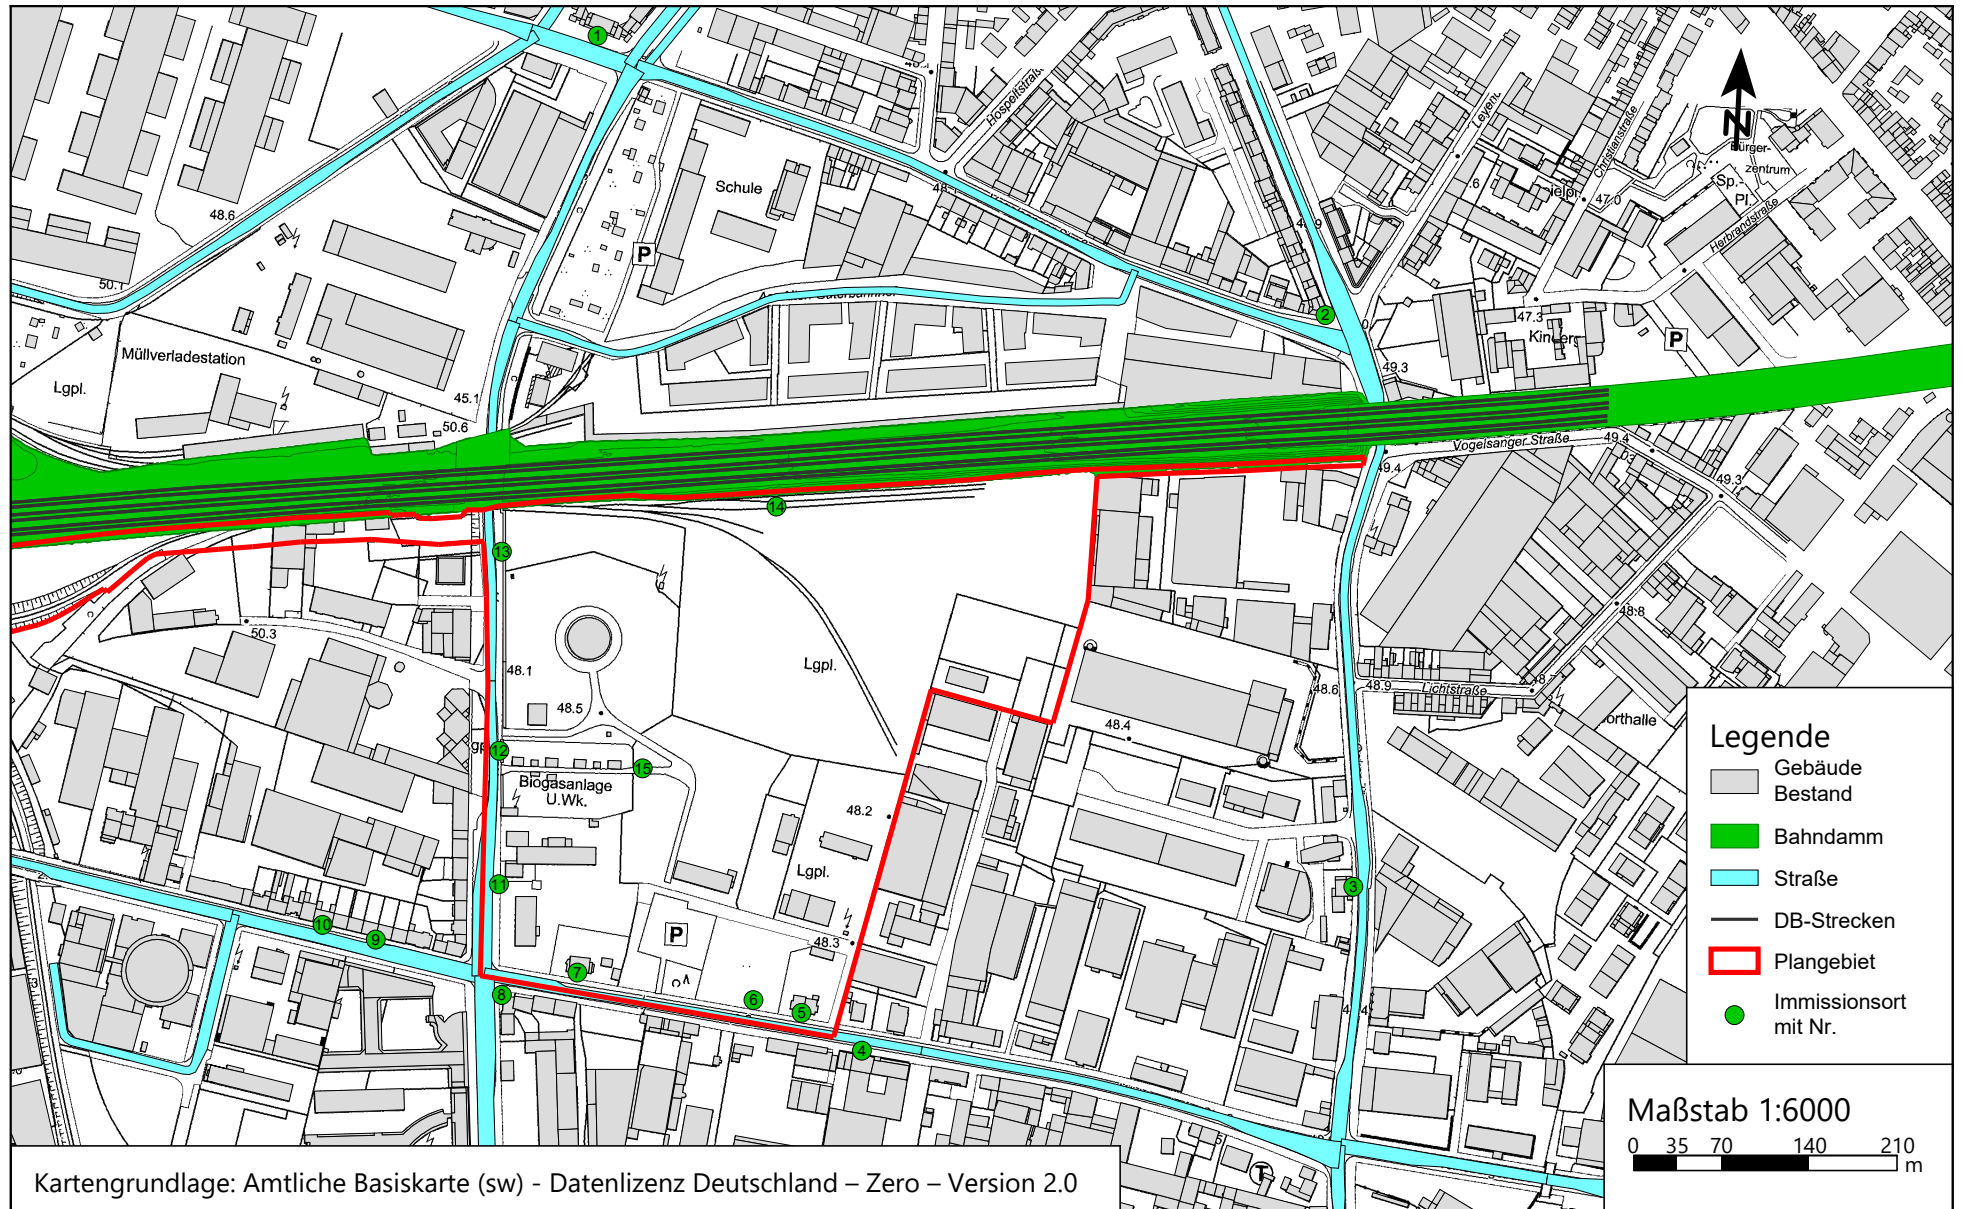 1
Hospeltstraße
Leyend
Christianstraße
N
Bürger-
zentrum
Sp.-
Pl.
Herbrandstraße
Schule
48.6
47.0
P
50.1
2
47.3
P
Müllverladestation
Lgpl.
45.1
50.6
49.3
Vogelsanger Straße
49.4
49.4
49.3
14
13
48.8
50.3
48.1
Lgpl.
48.5
48.6
48.9
Lichtstraße
48.4
12
15
Biogasanlage
U.Wk.
48.2
Lgpl.
11
3
10
9
P
48.3
7
8
6
5
4
T
Legende
Gebäude
Bestand
Bahndamm
Straße
DB-Strecken
Plangebiet
Immissionsort
mit Nr.
Maßstab 1:6000
0 35 70 140 210
m
Kartengrundlage: Amtliche Basiskarte (sw) - Datenlizenz Deutschland – Zero – Version 2.0